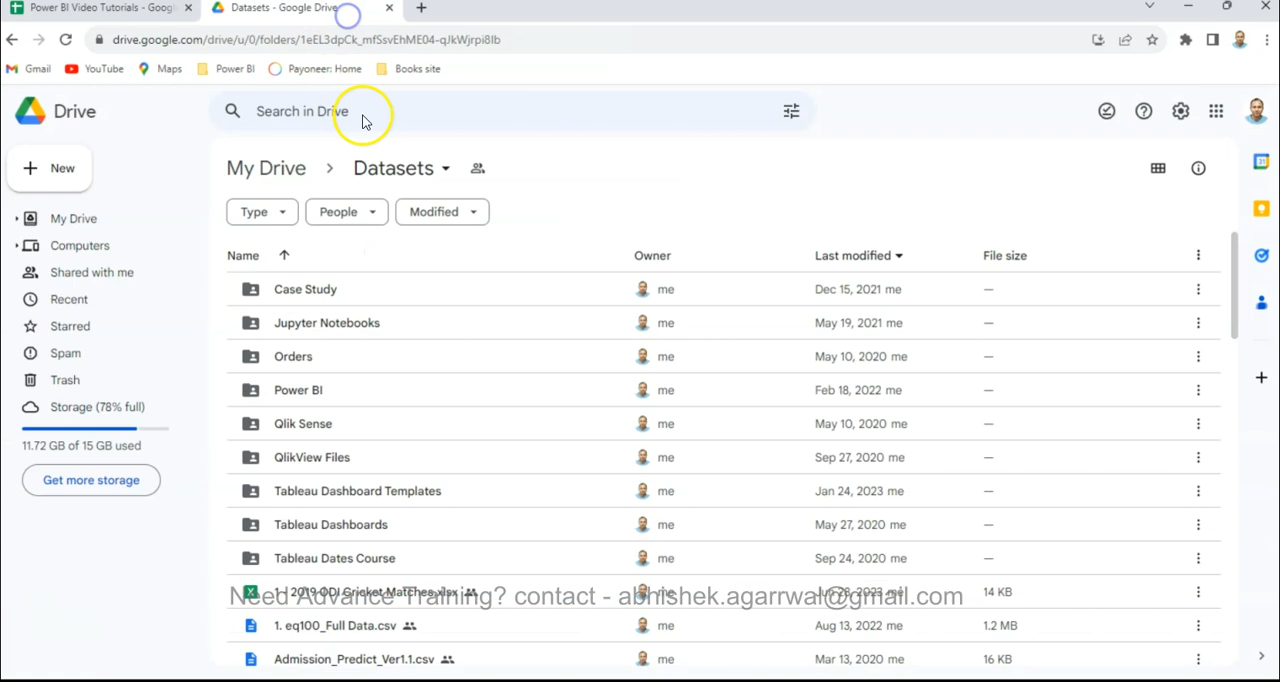 Power BI Video Tutorials - Googl
Datasets - Google Drive
drive.google.com/drive/u/0/folders/1eEL3dpCk_mfSsvEhME04-qJkWjrpi8Ib
Gmail YouTube Maps Power BI Payoneer: Home Books site
Drive
Search in Drive
New
My Drive > Datasets
Type People Modified
My Drive
Computers
Shared with me
Recent
Starred
Spam
Trash
Storage (78% full)
11.72 GB of 15 GB used
Get more storage
Name Owner Last modified File size
Case Study me Dec 15, 2021 me —
Jupyter Notebooks me May 19, 2021 me —
Orders me May 10, 2020 me —
Power BI me Feb 18, 2022 me —
Qlik Sense me May 10, 2020 me —
QlikView Files me Sep 27, 2020 me —
Tableau Dashboard Templates me Jan 24, 2023 me —
Tableau Dashboards me May 27, 2020 me —
Tableau Dates Course me Sep 24, 2020 me —
2019 ODI Cricket Matches.xlsx me 2023 me 14 KB
Need Advance Training? contact - abhishek.agarrwal@gmail.com
1. eq100_Full Data.csv me Aug 13, 2022 me 1.2 MB
Admission_Predict_Ver1.1.csv me Mar 13, 2020 me 16 KB